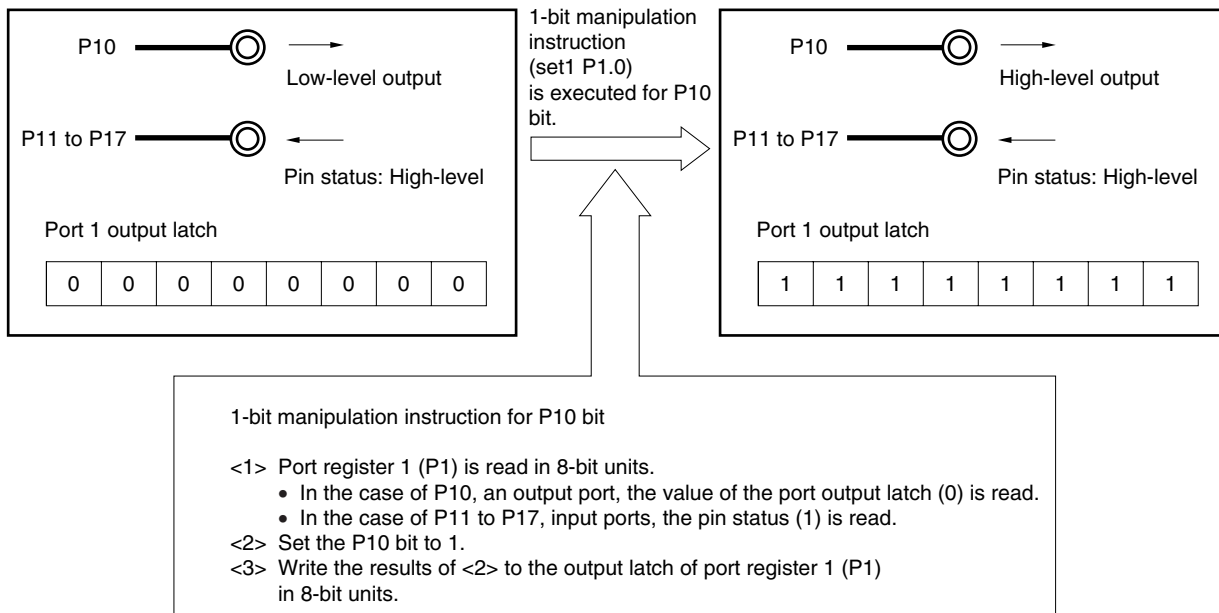 P10
Low-level output
P11 to P17
Pin status: High-level
Port 1 output latch
0 0 0 0 0 0 0 0
1-bit manipulation
instruction
(set1 P1.0)
is executed for P10
bit.
P10
High-level output
P11 to P17
Pin status: High-level
Port 1 output latch
1 1 1 1 1 1 1 1
1-bit manipulation instruction for P10 bit
<1> Port register 1 (P1) is read in 8-bit units.
• In the case of P10, an output port, the value of the port output latch (0) is read.
• In the case of P11 to P17, input ports, the pin status (1) is read.
<2> Set the P10 bit to 1.
<3> Write the results of <2> to the output latch of port register 1 (P1)
in 8-bit units.